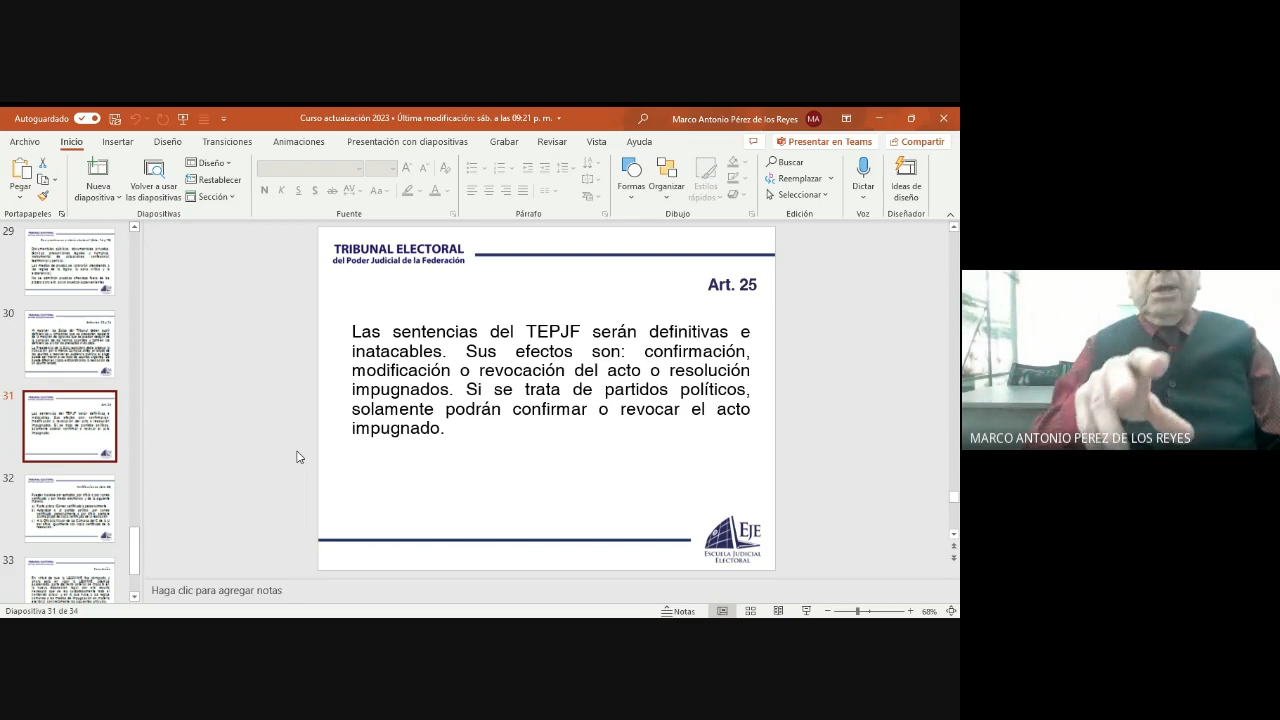 Autoguardado
Curso actuaización 2023 • Última modificación: sáb. a las 09:21 p. m.
Marco Antonio Pérez de los Reyes
MA
Archivo
Inicio
Insertar
Diseño
Transiciones
Animaciones
Presentación con diapositivas
Grabar
Revisar
Vista
Ayuda
Presentar en Teams
Compartir
Pegar
Nueva diapositiva
Volver a usar las diapositivas
Diseño
Restablecer
Sección
Formas
Organizar
Estilos rápidos
Buscar
Reemplazar
Seleccionar
Dictar
Ideas de diseño
Portapapeles
Diapositivas
Fuente
Párrafo
Dibujo
Edición
Voz
Diseñador
29
30
31
32
33
TRIBUNAL ELECTORAL
del Poder Judicial de la Federación
Art. 25
Las sentencias del TEPJF serán definitivas e
inatacables. Sus efectos son: confirmación,
modificación o revocación del acto o resolución
impugnados. Si se trata de partidos políticos,
solamente podrán confirmar o revocar el acto
impugnado.
EJE
ESCUELA JUDICIAL
ELECTORAL
Haga clic para agregar notas
Diapositiva 31 de 34
Notas
68%
MARCO ANTONIO PEREZ DE LOS REYES